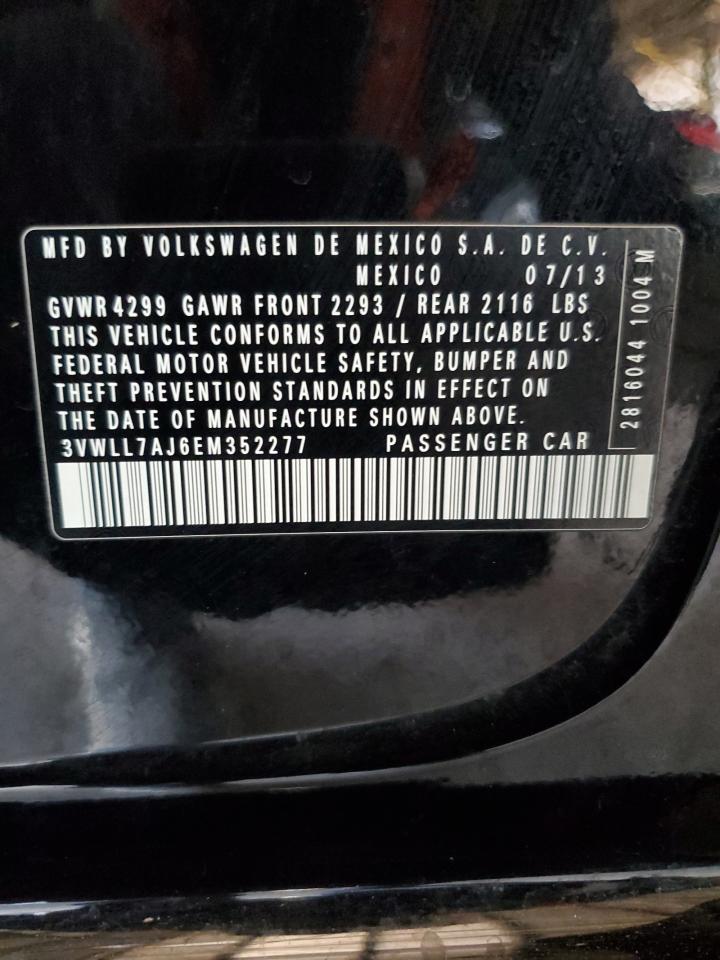 MFD BY VOLKSWAGEN DE MEXICO S.A. DE C.V.
MEXICO 07/13
GVWR 4299 GAWR FRONT 2293 / REAR 2116 LBS
THIS VEHICLE CONFORMS TO ALL APPLICABLE U.S.
FEDERAL MOTOR VEHICLE SAFETY, BUMPER AND
THEFT PREVENTION STANDARDS IN EFFECT ON
THE DATE OF MANUFACTURE SHOWN ABOVE.
3VWLL7AJ6EM352277 PASSENGER CAR
2816044 1004 M